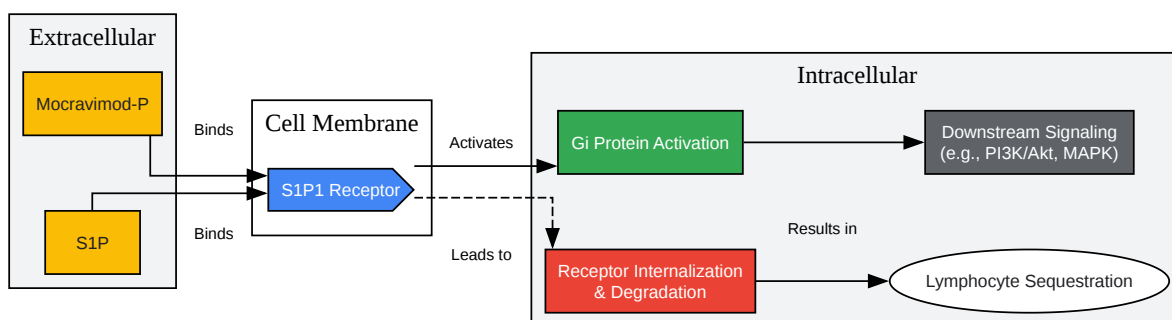 Extracellular
Mocravimod-P
S1P
Binds
Binds
Cell Membrane
S1P1 Receptor
Activates
Leads to
Intracellular
Gi Protein Activation
Downstream Signaling
(e.g., PI3K/Akt, MAPK)
Receptor Internalization
& Degradation
Results in
Lymphocyte Sequestration